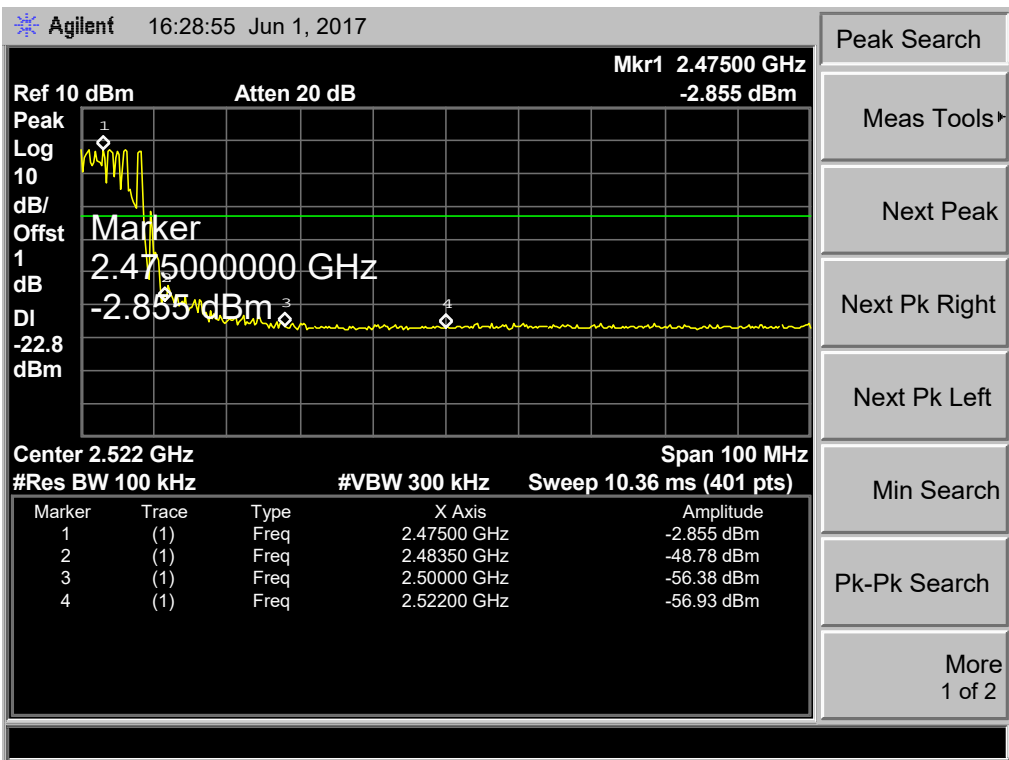 Agilent 16:28:55 Jun 1, 2017
Peak Search
Mkr1 2.47500 GHz
Ref 10 dBm Atten 20 dB -2.855 dBm
Peak
Log
10
dB/
Offst
1
dB
DI
-22.8
dBm
1
2
3
4
Marker
2.475000000 GHz
-2.855 dBm
Center 2.522 GHz Span 100 MHz
#Res BW 100 kHz #VBW 300 kHz Sweep 10.36 ms (401 pts)
Marker Trace Type X Axis Amplitude
1 (1) Freq 2.47500 GHz -2.855 dBm
2 (1) Freq 2.48350 GHz -48.78 dBm
3 (1) Freq 2.50000 GHz -56.38 dBm
4 (1) Freq 2.52200 GHz -56.93 dBm
Meas Tools
Next Peak
Next Pk Right
Next Pk Left
Min Search
Pk-Pk Search
More
1 of 2